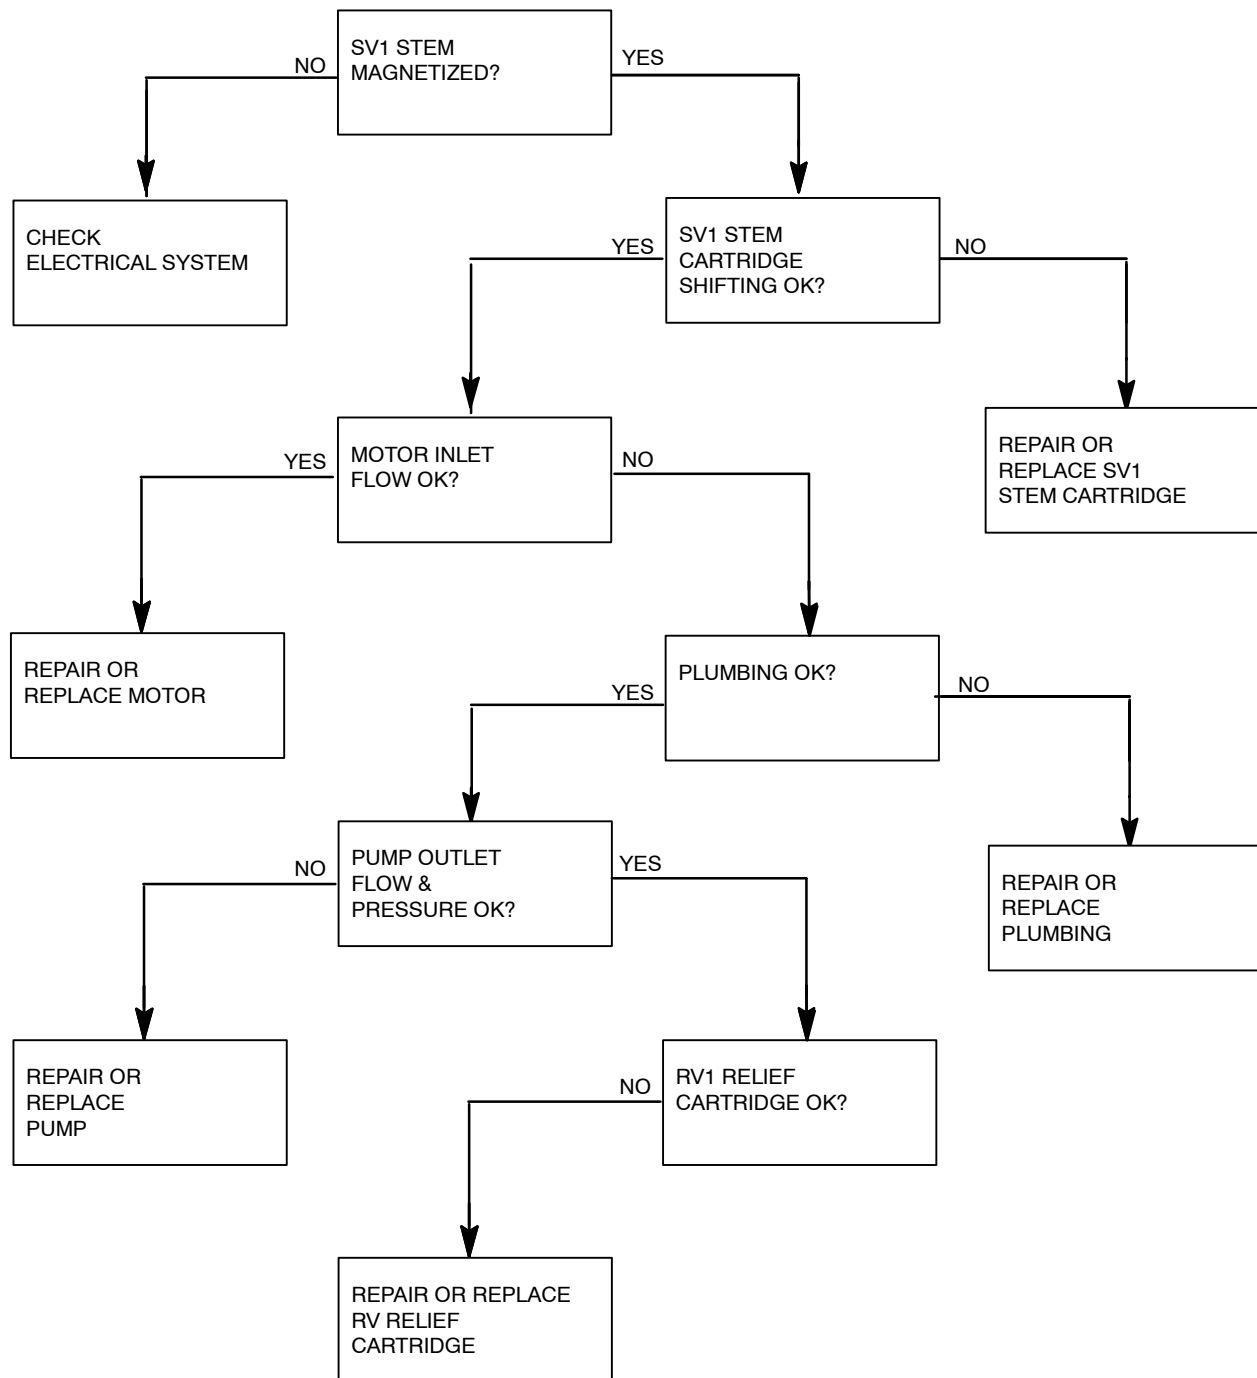 SV1 STEM
MAGNETIZED?
NO
YES
CHECK
ELECTRICAL SYSTEM
SV1 STEM
CARTRIDGE
SHIFTING OK?
YES
NO
MOTOR INLET
FLOW OK?
YES
NO
REPAIR OR
REPLACE SV1
STEM CARTRIDGE
REPAIR OR
REPLACE MOTOR
PLUMBING OK?
YES
NO
PUMP OUTLET
FLOW &
PRESSURE OK?
NO
YES
REPAIR OR
REPLACE
PLUMBING
REPAIR OR
REPLACE
PUMP
RV1 RELIEF
CARTRIDGE OK?
NO
REPAIR OR REPLACE
RV RELIEF
CARTRIDGE